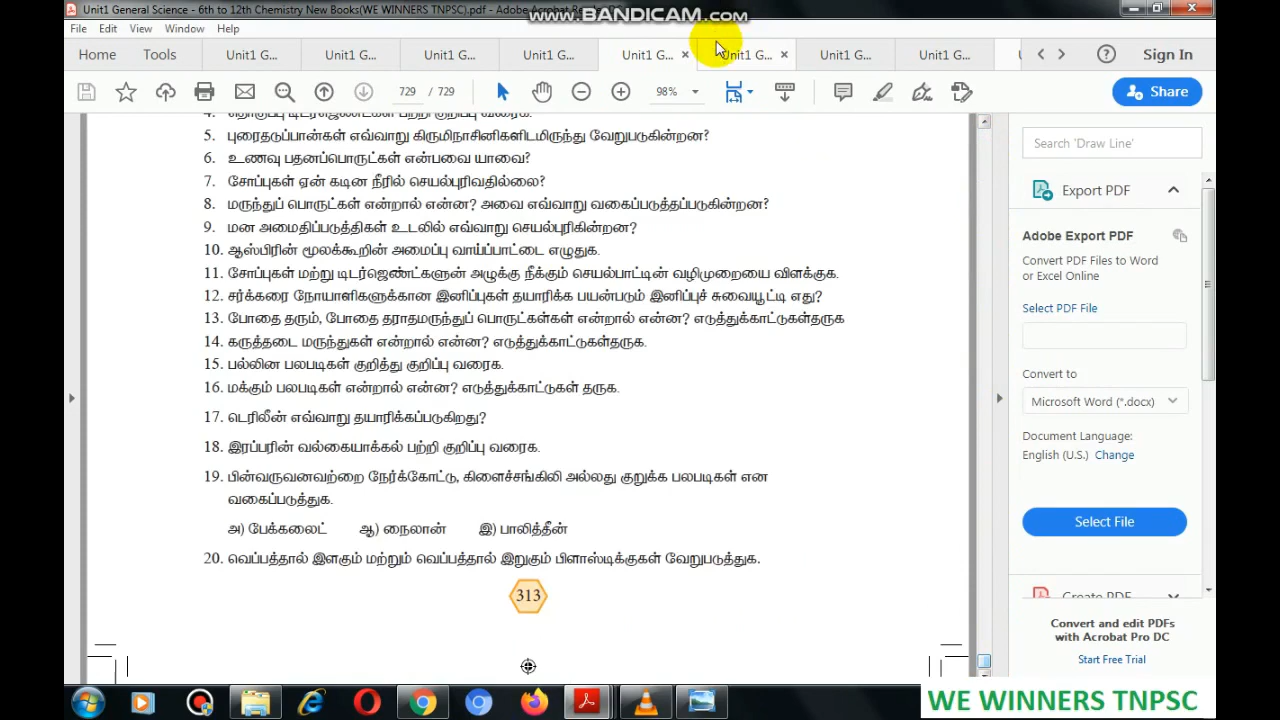 Unit1 General Science - 6th to 12th Chemistry New Books(WE WINNERS TNPSC).pdf - Adobe Acrobat Re
www.BANDICAM.com
File Edit View Window Help
Home Tools Unit1 G... Unit1 G... Unit1 G... Unit1 G... Unit1 G... × Unit1 G... × Unit1 G... Unit1 G... Sign In
729 / 729 98% Share
5. புரைதடுப்பான்கள் எவ்வாறு கிருமிநாசினிகளிடமிருந்து வேறுபடுகின்றன?
6. உணவு பதனப்பொருட்கள் என்பவை யாவை?
7. சோப்புகள் ஏன் கடின நீரில் செயல்புரிவதில்லை?
8. மருந்துப் பொருட்கள் என்றால் என்ன? அவை எவ்வாறு வகைப்படுத்தப்படுகின்றன?
9. மன அமைதிப்படுத்திகள் உடலில் எவ்வாறு செயல்புரிகின்றன?
10. ஆஸ்பிரின் மூலக்கூறின் அமைப்பு வாய்ப்பாட்டை எழுதுக.
11. சோப்புகள் மற்று டிடர்ஜெண்ட்களுன் அழுக்கு நீக்கும் செயல்பாட்டின் வழிமுறையை விளக்குக.
12. சர்க்கரை நோயாளிகளுக்கான இனிப்புகள் தயாரிக்க பயன்படும் இனிப்புச் சுவையூட்டி எது?
13. போதை தரும், போதை தராதமருந்துப் பொருட்கள்கள் என்றால் என்ன? எடுத்துக்காட்டுகள்தருக
14. கருத்தடை மருந்துகள் என்றால் என்ன? எடுத்துக்காட்டுகள்தருக.
15. பல்லின பலபடிகள் குறித்து குறிப்பு வரைக.
16. மக்கும் பலபடிகள் என்றால் என்ன? எடுத்துக்காட்டுகள் தருக.
17. டெரிலீன் எவ்வாறு தயாரிக்கப்படுகிறது?
18. இரப்பரின் வல்கையாக்கல் பற்றி குறிப்பு வரைக.
19. பின்வருவனவற்றை நேர்க்கோட்டு, கிளைச்சங்கிலி அல்லது குறுக்க பலபடிகள் என
வகைப்படுத்துக.
அ) பேக்கலைட் ஆ) நைலான் இ) பாலித்தீன்
20. வெப்பத்தால் இளகும் மற்றும் வெப்பத்தால் இறுகும் பிளாஸ்டிக்குகள் வேறுபடுத்துக.
313
Search 'Draw Line'
Export PDF
Adobe Export PDF
Convert PDF Files to Word
or Excel Online
Select PDF File
Convert to
Microsoft Word (*.docx)
Document Language:
English (U.S.) Change
Select File
Create PDF
Convert and edit PDFs
with Acrobat Pro DC
Start Free Trial
WE WINNERS TNPSC